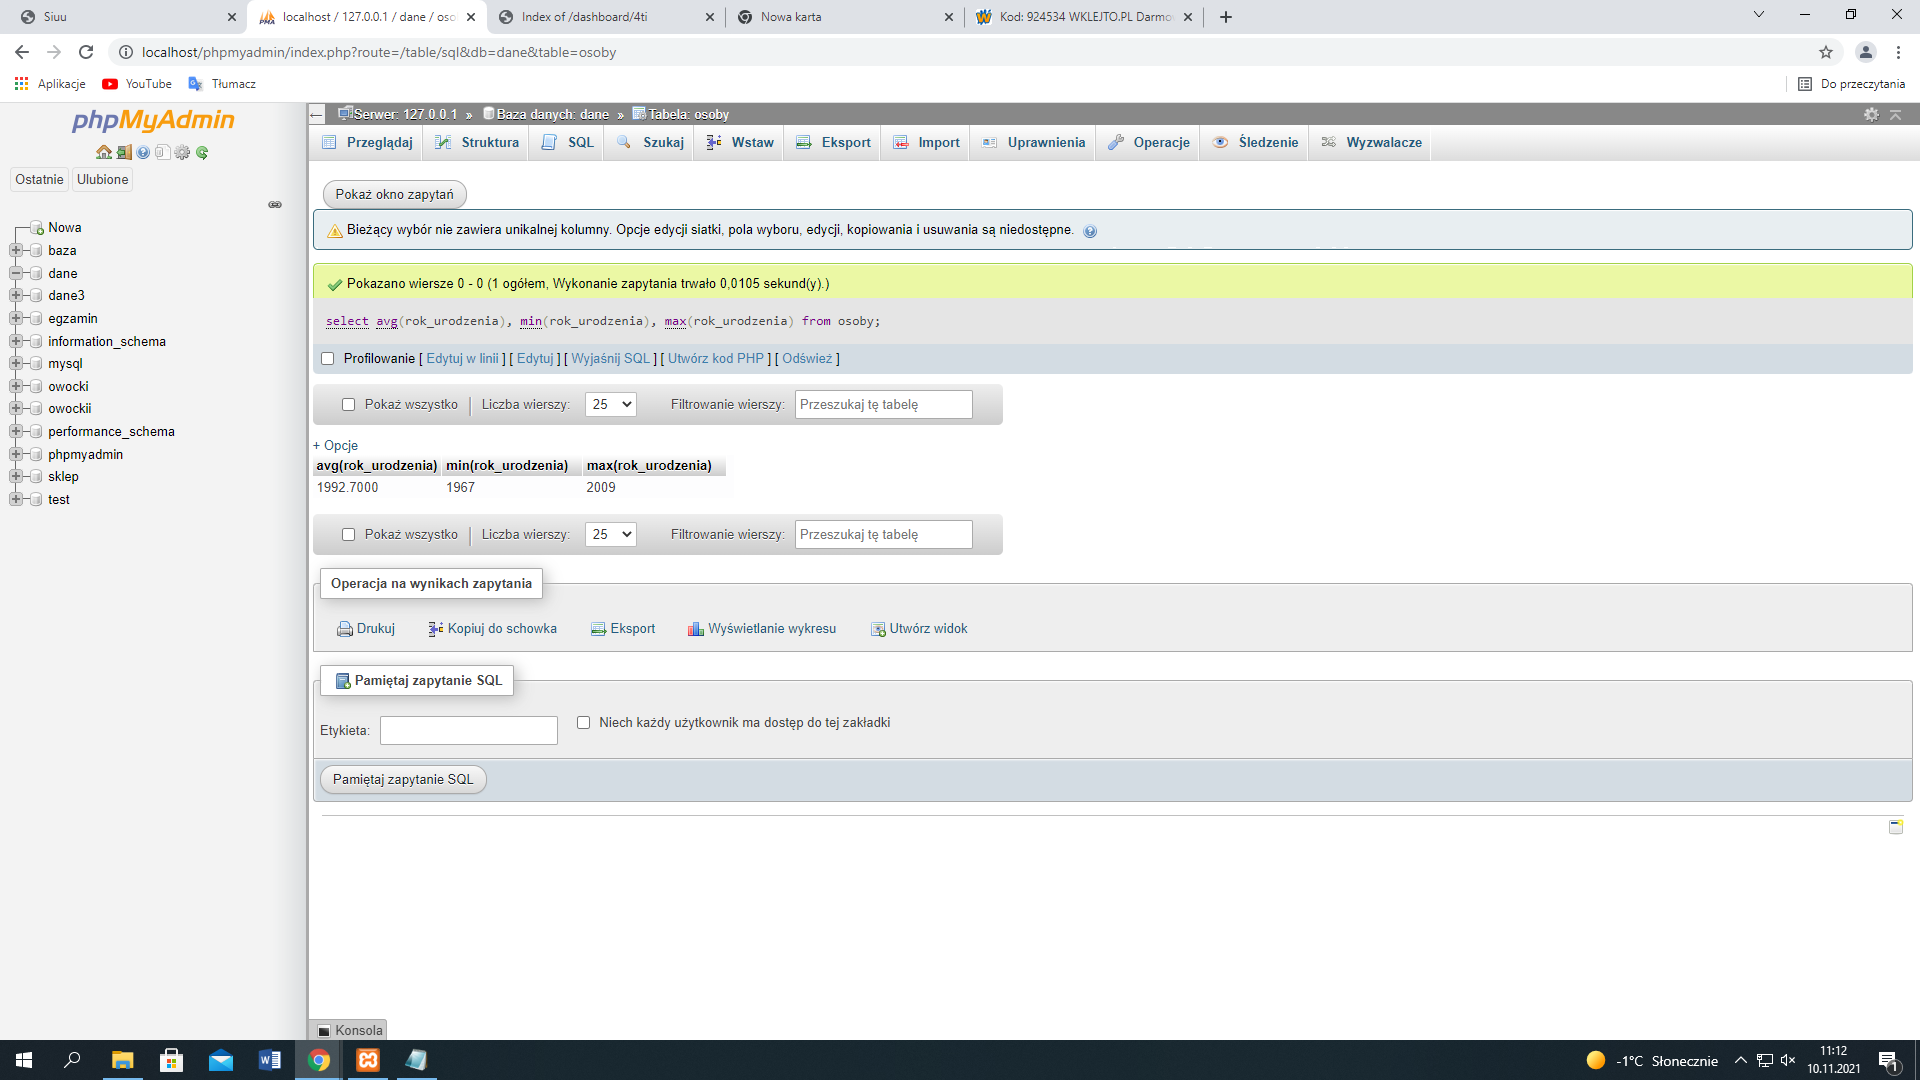 Siuu
localhost / 127.0.0.1 / dane / oso
Index of /dashboard/4ti
Nowa karta
Kod: 924534 WKLEJTO.PL Darmo
localhost/phpmyadmin/index.php?route=/table/sql&db=dane&table=osoby
Aplikacje YouTube Tłumacz Do przeczytania
phpMyAdmin
Ostatnie Ulubione
Nowa
baza
dane
dane3
egzamin
information_schema
mysql
owocki
owockii
performance_schema
phpmyadmin
sklep
test
Serwer: 127.0.0.1 » Baza danych: dane » Tabela: osoby
Przeglądaj Struktura SQL Szukaj Wstaw Eksport Import Uprawnienia Operacje Śledzenie Wyzwalacze
Pokaż okno zapytań
Bieżący wybór nie zawiera unikalnej kolumny. Opcje edycji siatki, pola wyboru, edycji, kopiowania i usuwania są niedostępne.
Pokazano wiersze 0 - 0 (1 ogółem, Wykonanie zapytania trwało 0,0105 sekund(y).)
select avg(rok_urodzenia), min(rok_urodzenia), max(rok_urodzenia) from osoby;
Profilowanie [ Edytuj w linii ] [ Edytuj ] [ Wyjaśnij SQL ] [ Utwórz kod PHP ] [ Odśwież ]
Pokaż wszystko Liczba wierszy: 25 Filtrowanie wierszy: Przeszukaj tę tabelę
+ Opcje
avg(rok_urodzenia) min(rok_urodzenia) max(rok_urodzenia)
1992.7000 1967 2009
Pokaż wszystko Liczba wierszy: 25 Filtrowanie wierszy: Przeszukaj tę tabelę
Operacja na wynikach zapytania
Drukuj Kopiuj do schowka Eksport Wyświetlanie wykresu Utwórz widok
Pamiętaj zapytanie SQL
Etykieta: Niech każdy użytkownik ma dostęp do tej zakładki
Pamiętaj zapytanie SQL
Konsola
-1°C Słonecznie
11:12
10.11.2021
1